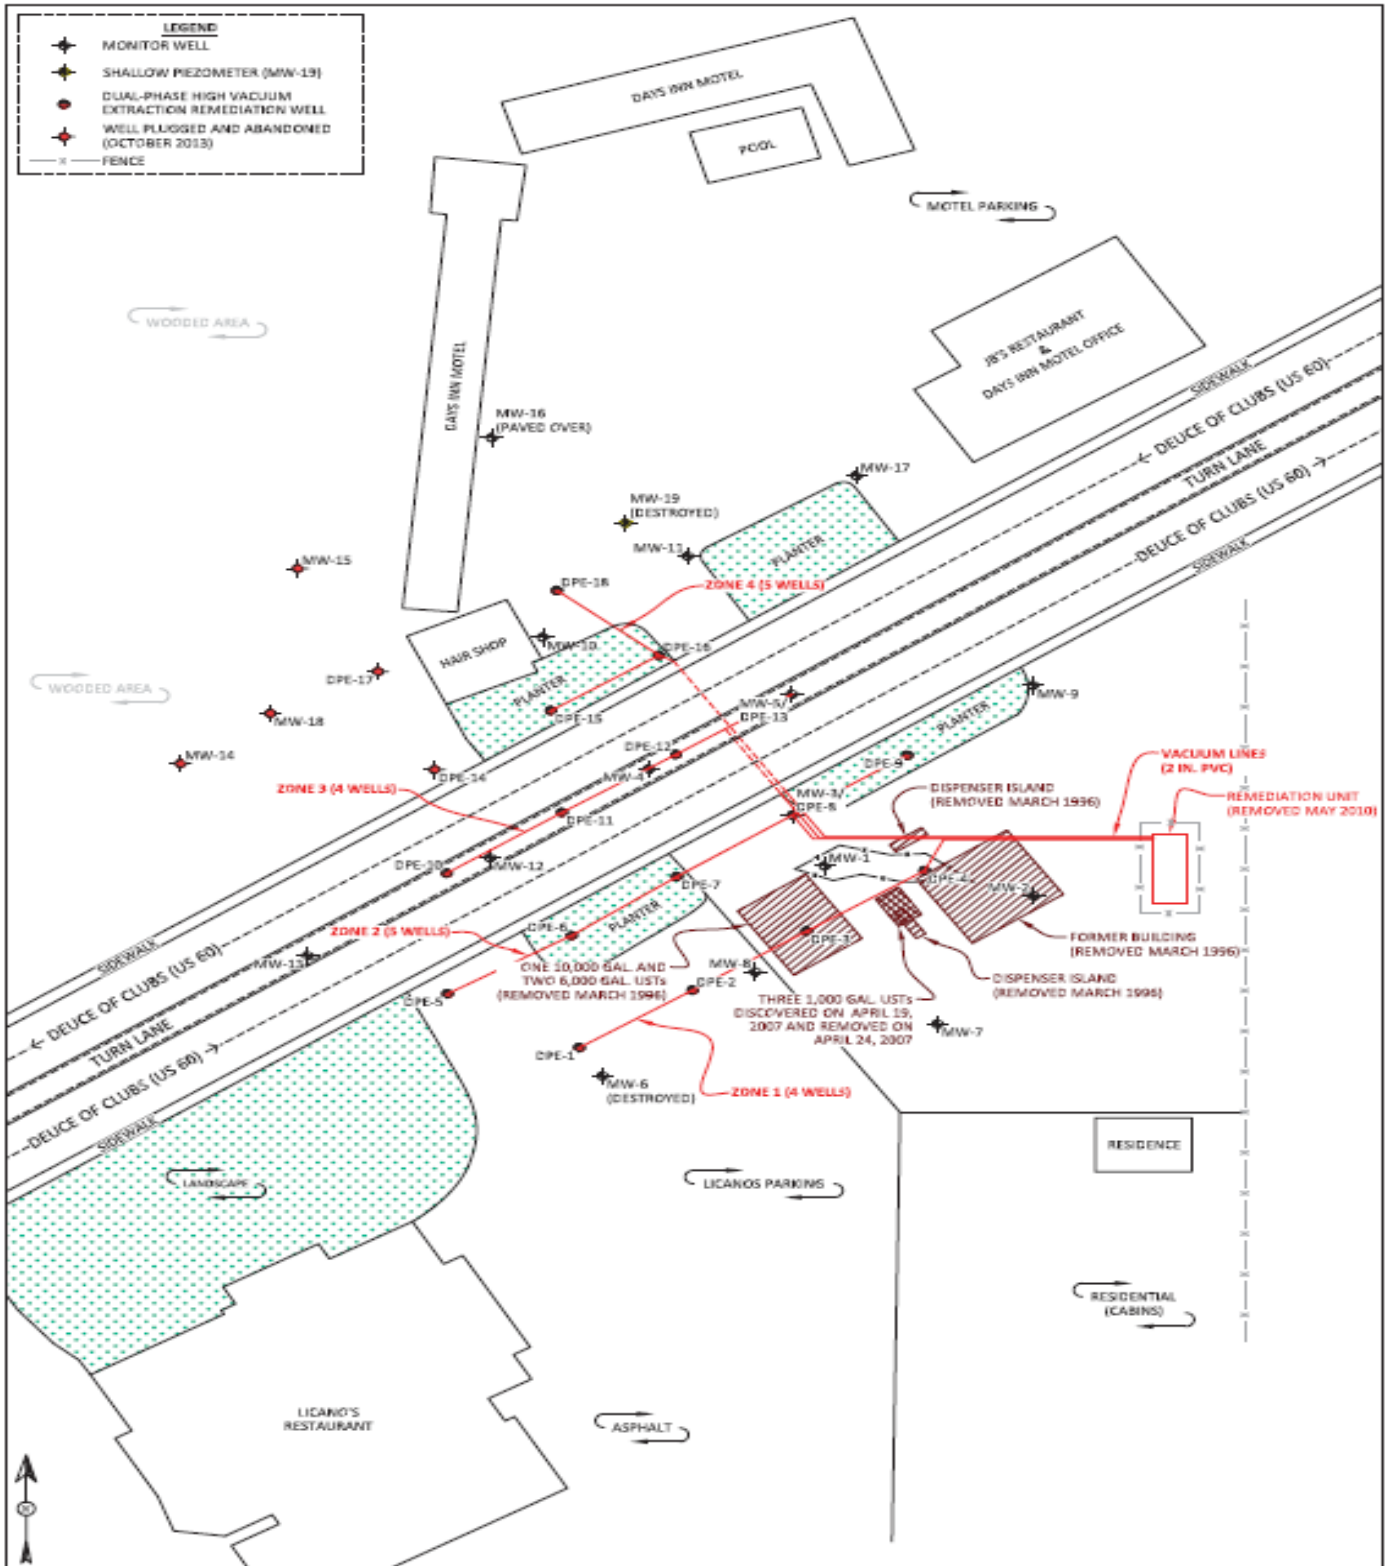 LEGEND
MONITOR WELL
SHALLOW PIEZOMETER (MW-19)
DUAL-PHASE HIGH VACUUM
EXTRACTION REMEDIATION WELL
WELL PLUGGED AND ABANDONED
(OCTOBER 2013)
FENCE
DAYS INN MOTEL
POOL
MOTEL PARKING
WOODED AREA
DAYS INN MOTEL
JB'S RESTAURANT
&
DAYS INN MOTEL OFFICE
SIDEWALK
← DEUCE OF CLUBS (US 60)
TURN LANE
DEUCE OF CLUBS (US 60) →
SIDEWALK
MW-16
(PAVED OVER)
MW-17
MW-19
(DESTROYED)
MW-11
PLANTER
MW-15
DPE-18
ZONE 4 (5 WELLS)
HAIR SHOP
MW-10
DPE-16
DPE-17
WOODED AREA
PLANTER
DPE-15
MW-18
MW-5/
DPE-13
MW-9
PLANTER
MW-14
DPE-14
DPE-12
MW-4
DPE-9
VACUUM LINES
(2 IN. PVC)
ZONE 3 (4 WELLS)
MW-3/
DPE-8
DISPENSER ISLAND
(REMOVED MARCH 1996)
REMEDIATION UNIT
(REMOVED MAY 2010)
DPE-11
DPE-10
MW-12
MW-1
DPE-4
MW-2
DPE-7
ZONE 2 (5 WELLS)
DPE-6
PLANTER
DPE-3
FORMER BUILDING
(REMOVED MARCH 1996)
SIDEWALK
MW-13
ONE 10,000 GAL. AND
TWO 6,000 GAL. USTs
(REMOVED MARCH 1996)
MW-8
DPE-2
DISPENSER ISLAND
(REMOVED MARCH 1996)
DPE-5
THREE 1,000 GAL. USTs
DISCOVERED ON APRIL 19,
2007 AND REMOVED ON
APRIL 24, 2007
MW-7
← DEUCE OF CLUBS (US 60)
TURN LANE
DEUCE OF CLUBS (US 60) →
SIDEWALK
DPE-1
MW-6
(DESTROYED)
ZONE 1 (4 WELLS)
RESIDENCE
LANDSCAPE
LICANOS PARKING
RESIDENTIAL
(CABINS)
LICANO'S
RESTAURANT
ASPHALT